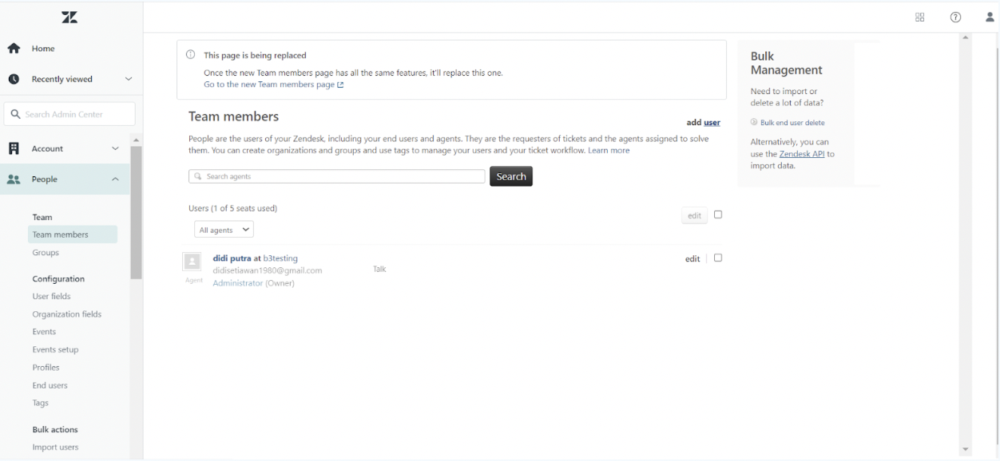 Home
Recently viewed
Search Admin Center
Account
People
Team
Team members
Groups
Configuration
User fields
Organization fields
Events
Events setup
Profiles
End users
Tags
Bulk actions
Import users
This page is being replaced
Once the new Team members page has all the same features, it'll replace this one.
Go to the new Team members page
Team members
add user
People are the users of your Zendesk, including your end users and agents. They are the requesters of tickets and the agents assigned to solve
them. You can create organizations and groups and use tags to manage your users and your ticket workflow. Learn more
Search agents
Search
Users (1 of 5 seats used)
edit
All agents
didi putra at b3testing
didisetiawan1980@gmail.com
Administrator (Owner)
Agent
Talk
edit
Bulk
Management
Need to import or
delete a lot of data?
Bulk end user delete
Alternatively, you can
use the Zendesk API to
import data.